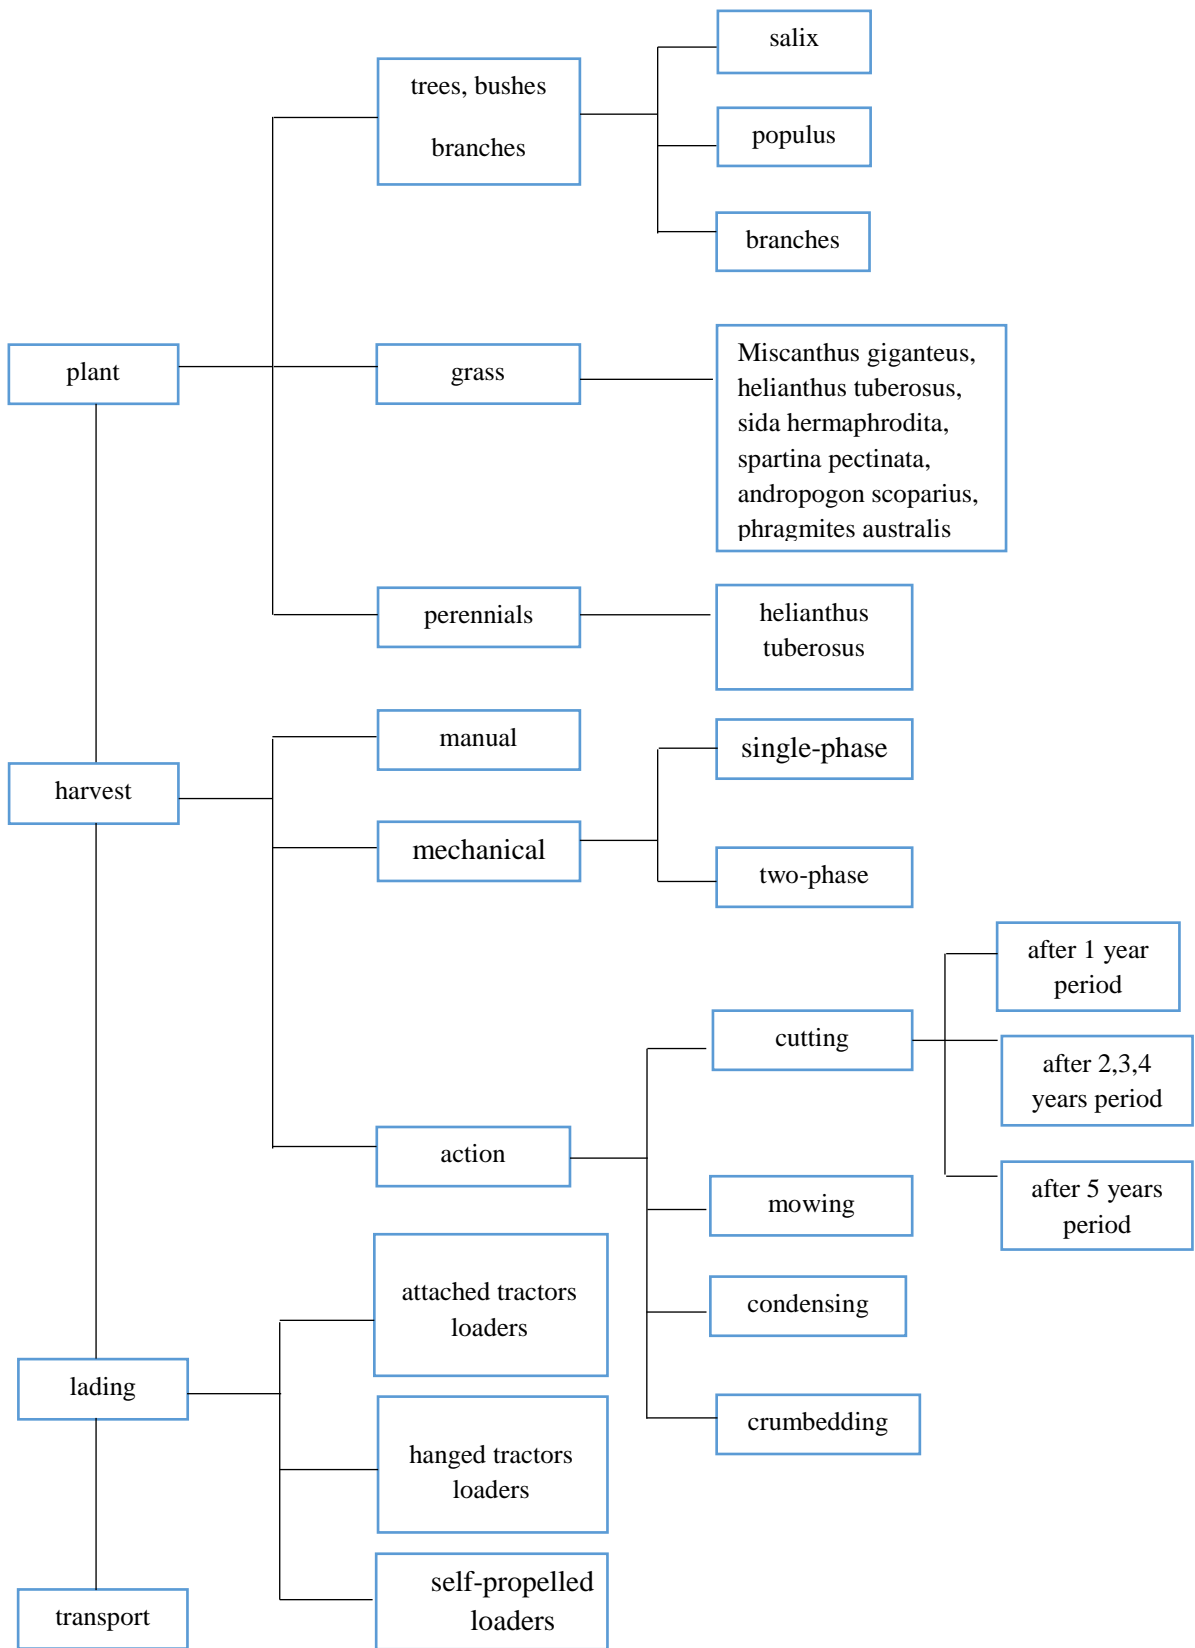 salix
trees, bushes
branches
populus
branches
plant
grass
Miscanthus giganteus,
helianthus tuberosus,
sida hermaphrodita,
spartina pectinata,
andropogon scoparius,
phragmites australis
perennials
helianthus
tuberosus
harvest
manual
mechanical
single-phase
two-phase
action
cutting
after 1 year
period
after 2,3,4
years period
after 5 years
period
mowing
condensing
crumbedding
lading
attached tractors
loaders
hanged tractors
loaders
self-propelled
loaders
transport